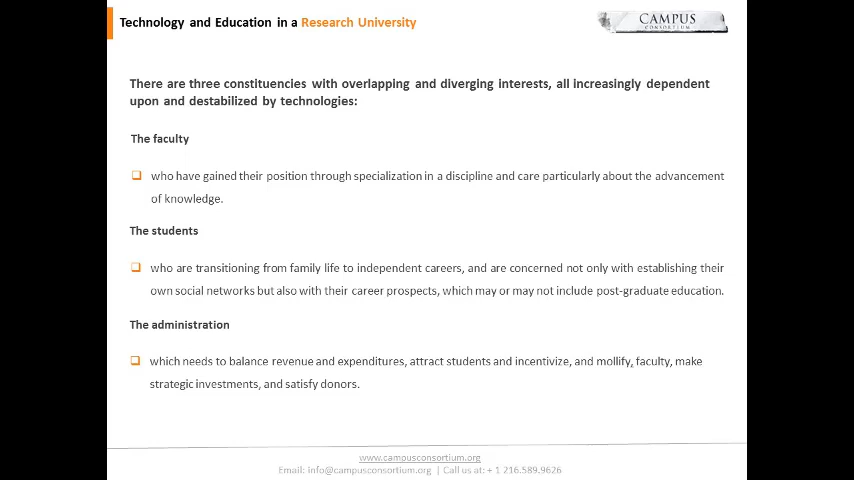 Technology and Education in a Research University
CAMPUS
CONSORTIUM
There are three constituencies with overlapping and diverging interests, all increasingly dependent
upon and destabilized by technologies:
The faculty
who have gained their position through specialization in a discipline and care particularly about the advancement
of knowledge.
The students
who are transitioning from family life to independent careers, and are concerned not only with establishing their
own social networks but also with their career prospects, which may or may not include post-graduate education.
The administration
which needs to balance revenue and expenditures, attract students and incentivize, and mollify, faculty, make
strategic investments, and satisfy donors.
www.campusconsortium.org
Email: info@campusconsortium.org | Call us at: + 1 216.589.9626